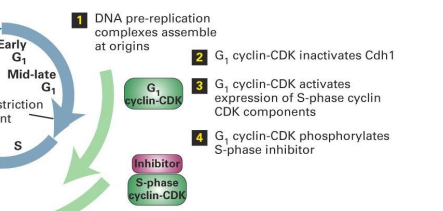 1 DNA pre-replication
complexes assemble
at origins
Early
G1
Mid-late
G1
S
G1
cyclin-CDK
2 G1 cyclin-CDK inactivates Cdh1
3 G1 cyclin-CDK activates
expression of S-phase cyclin
CDK components
4 G1 cyclin-CDK phosphorylates
S-phase inhibitor
Inhibitor
S-phase
cyclin-CDK